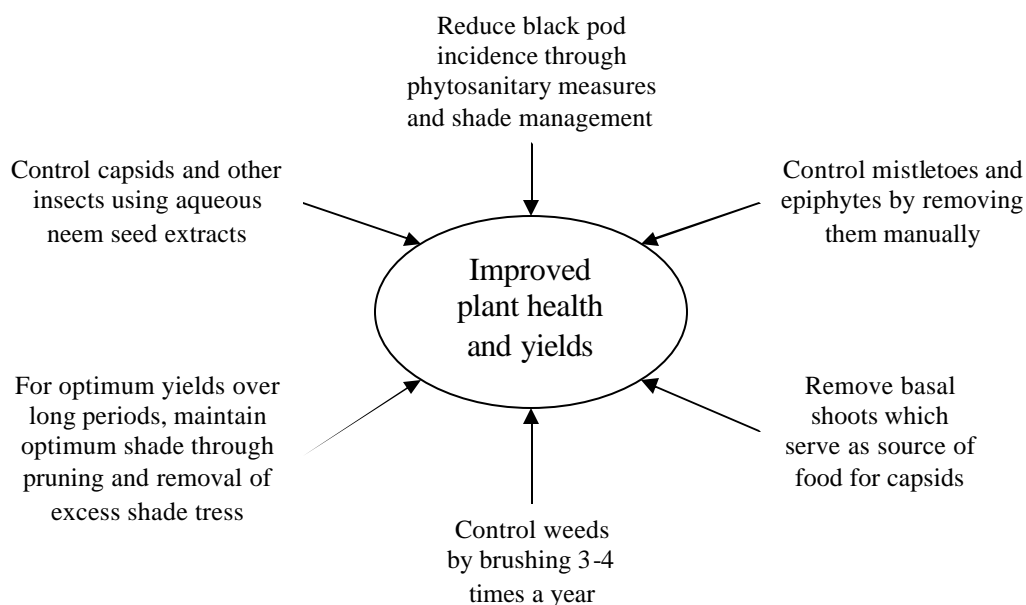 Reduce black pod
incidence through
phytosanitary measures
and shade management
Control capsids and other
insects using aqueous
neem seed extracts
Control mistletoes and
epiphytes by removing
them manually
Improved
plant health
and yields
For optimum yields over
long periods, maintain
optimum shade through
pruning and removal of
excess shade tress
Remove basal
shoots which
serve as source of
food for capsids
Control weeds
by brushing 3-4
times a year